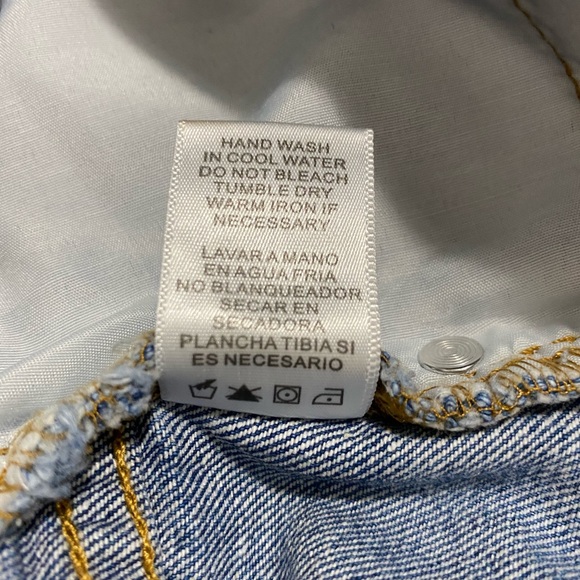 HAND WASH
IN COOL WATER
DO NOT BLEACH
TUMBLE DRY
WARM IRON IF
NECESSARY
LAVAR A MANO
EN AGUA FRIA
NO BLANQUEADOR
SECAR EN
SECADORA
PLANCHA TIBIA SI
ES NECESARIO